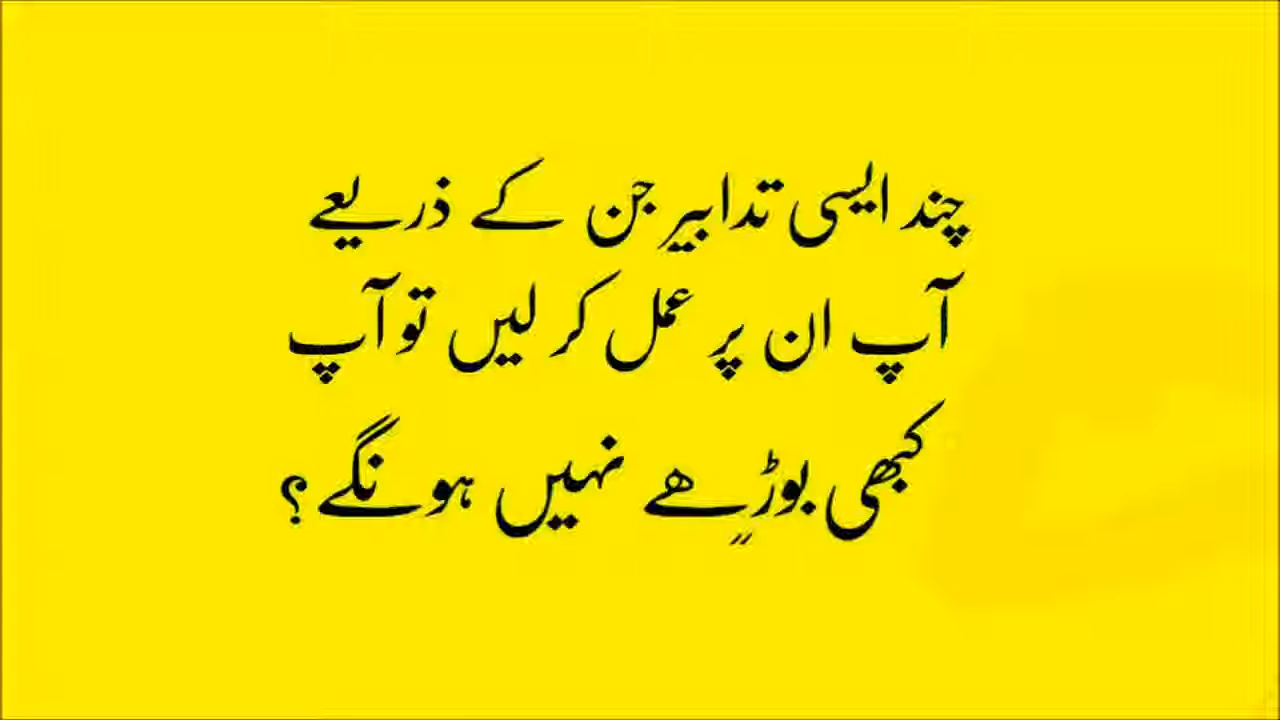 چند ایسی تدابیر جن کے ذریعے
آپ ان پر عمل کر لیں تو آپ
کبھی بوڑھے نہیں ہونگے؟